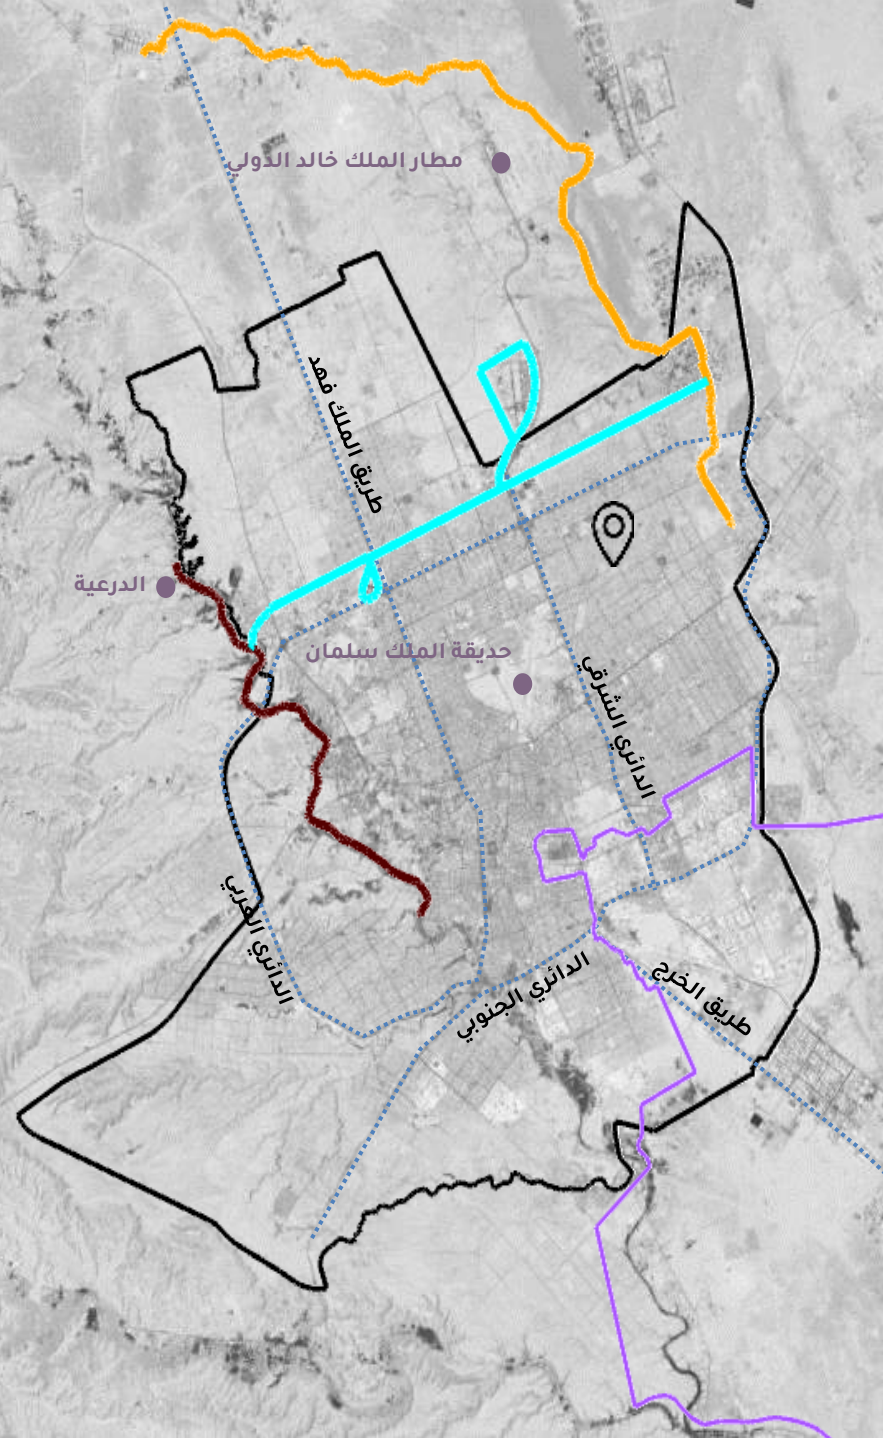 مطار الملك خالد الدولي
طريق الملك فهد
الدرعية
حديقة الملك سلمان
الدائري الشرقي
الدائري الغربي
الدائري الجنوبي
طريق الخرج